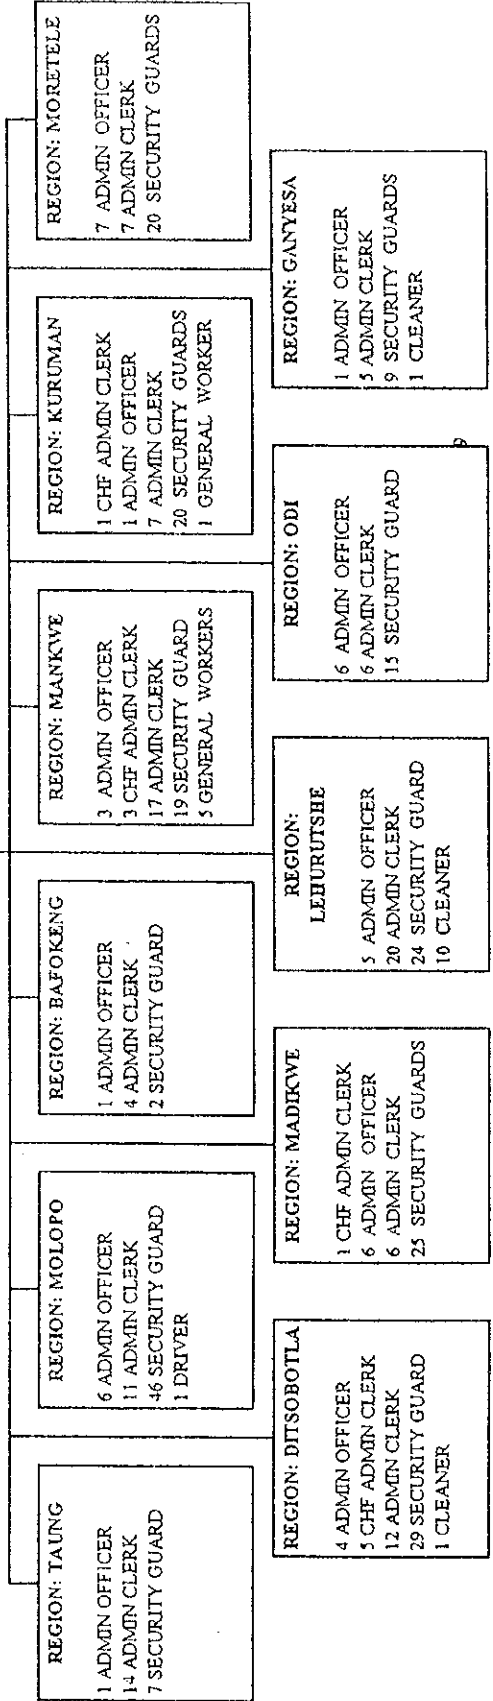 REGION: TAUNG
1 ADMIN OFFICER
14 ADMIN CLERK
7 SECURITY GUARD
REGION: MOLOPO
6 ADMIN OFFICER
11 ADMIN CLERK
46 SECURITY GUARD
1 DRIVER
REGION: BAFOKENG
1 ADMIN OFFICER
4 ADMIN CLERK
2 SECURITY GUARD
REGION: MANKWE
3 ADMIN OFFICER
3 CHF ADMIN CLERK
17 ADMIN CLERK
19 SECURITY GUARD
5 GENERAL WORKERS
REGION: KURUMAN
1 CHF ADMIN CLERK
1 ADMIN OFFICER
7 ADMIN CLERK
20 SECURITY GUARDS
1 GENERAL WORKER
REGION: MORETELE
7 ADMIN OFFICER
7 ADMIN CLERK
20 SECURITY GUARDS
REGION: DITSOBOTLA
4 ADMIN OFFICER
5 CHF ADMIN CLERK
12 ADMIN CLERK
29 SECURITY GUARD
1 CLEANER
REGION: MADIKWE
1 CHF ADMIN CLERK
6 ADMIN OFFICER
6 ADMIN CLERK
25 SECURITY GUARDS
REGION:
LEHURUTSHE
5 ADMIN OFFICER
20 ADMIN CLERK
24 SECURITY GUARD
10 CLEANER
REGION: ODI
6 ADMIN OFFICER
6 ADMIN CLERK
15 SECURITY GUARD
REGION: GANYESA
1 ADMIN OFFICER
5 ADMIN CLERK
9 SECURITY GUARDS
1 CLEANER